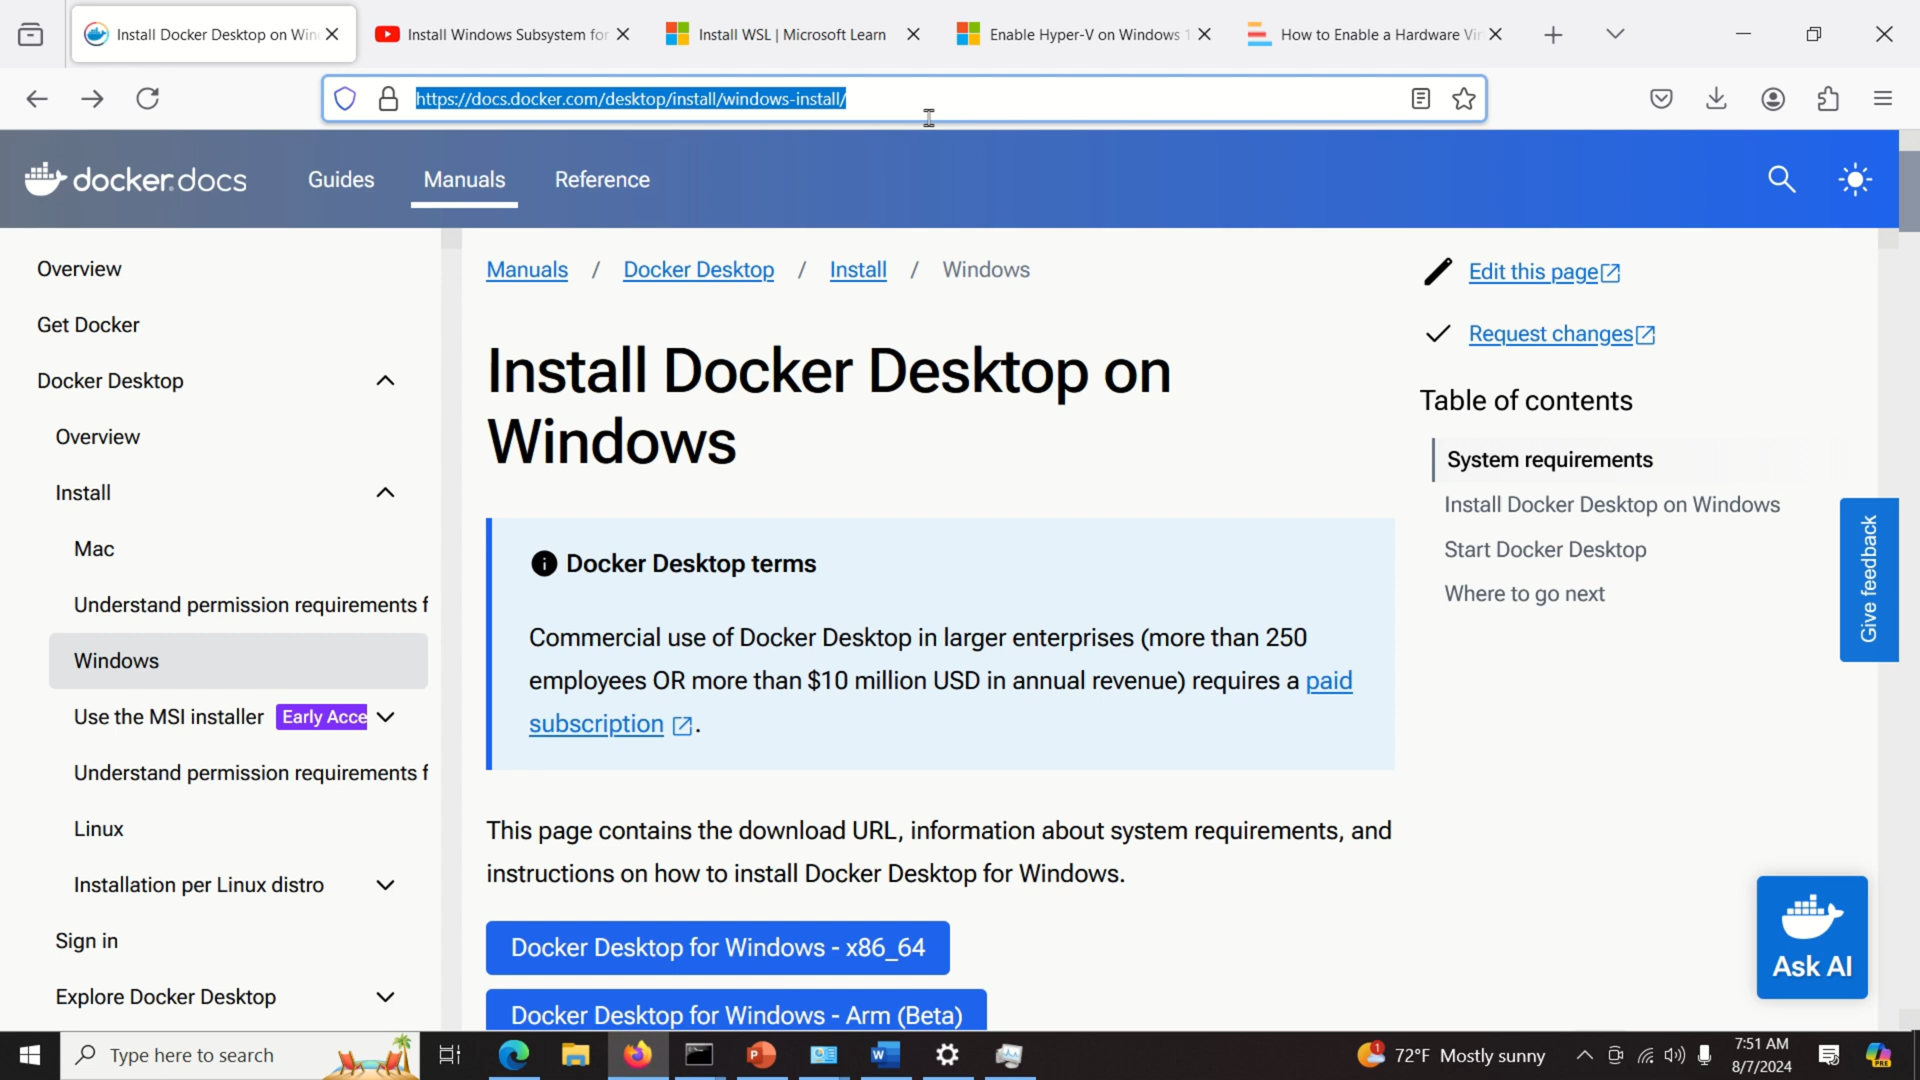 Install Docker Desktop on Win
Install Windows Subsystem for
Install WSL | Microsoft Learn
Enable Hyper-V on Windows 1
How to Enable a Hardware Vir
https://docs.docker.com/desktop/install/windows-install/
docker.docs
Guides
Manuals
Reference
Overview
Get Docker
Docker Desktop
Overview
Install
Mac
Understand permission requirements f
Windows
Use the MSI installer Early Acce
Understand permission requirements f
Linux
Installation per Linux distro
Sign in
Explore Docker Desktop
Manuals / Docker Desktop / Install / Windows
Install Docker Desktop on
Windows
Docker Desktop terms
Commercial use of Docker Desktop in larger enterprises (more than 250
employees OR more than $10 million USD in annual revenue) requires a paid
subscription .
This page contains the download URL, information about system requirements, and
instructions on how to install Docker Desktop for Windows.
Docker Desktop for Windows - x86_64
Docker Desktop for Windows - Arm (Beta)
Edit this page
Request changes
Table of contents
System requirements
Install Docker Desktop on Windows
Start Docker Desktop
Where to go next
Give feedback
Ask AI
Type here to search
1
72°F Mostly sunny
7:51 AM
8/7/2024
PRE